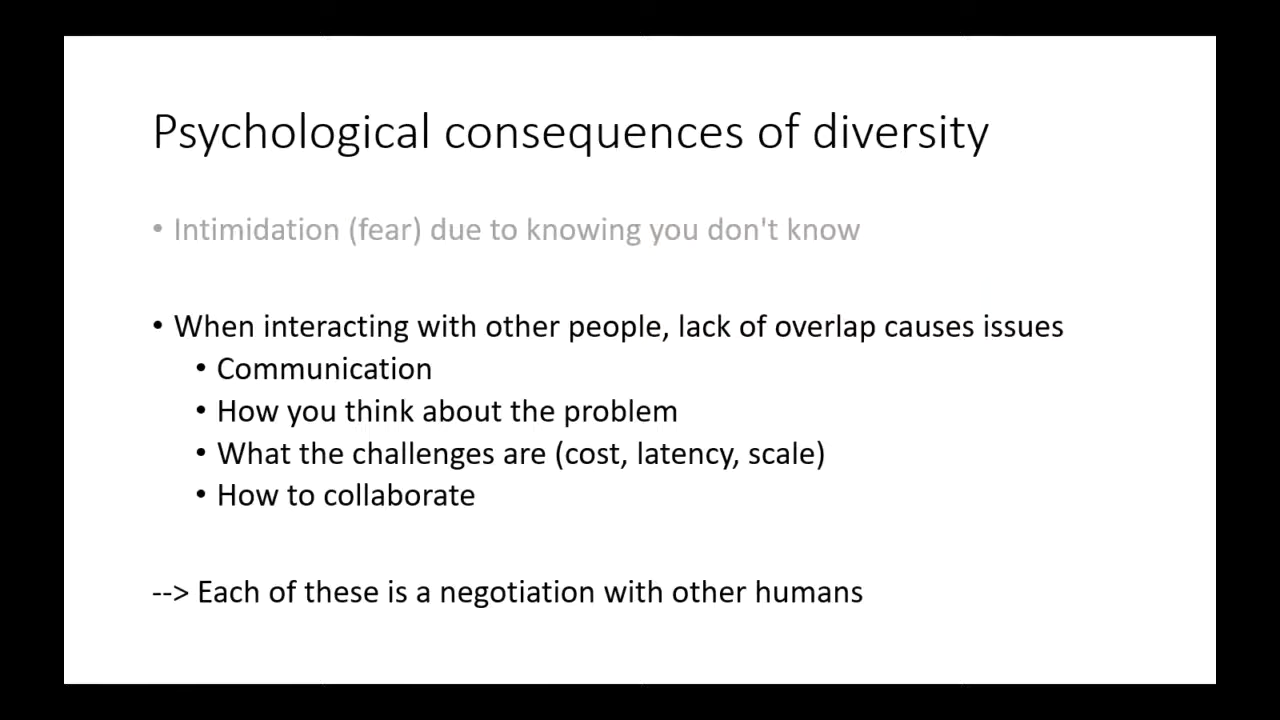 Psychological consequences of diversity
• Intimidation (fear) due to knowing you don't know
• When interacting with other people, lack of overlap causes issues
• Communication
• How you think about the problem
• What the challenges are (cost, latency, scale)
• How to collaborate
--> Each of these is a negotiation with other humans